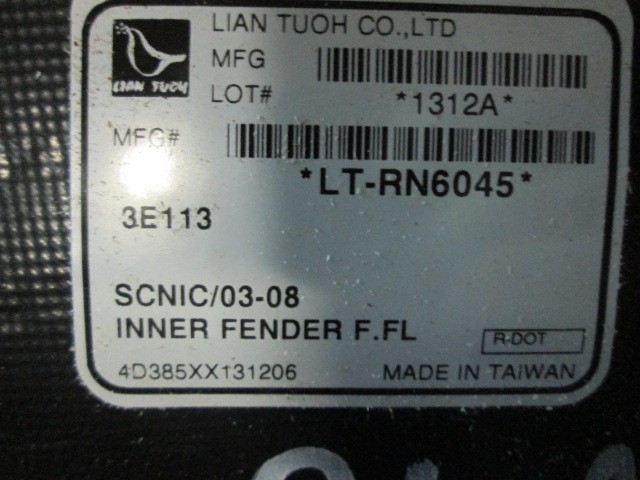 LIAN TUOH CO.,LTD
LIAN TUOH
MFG
LOT# *1312A*
MFG#
*LT-RN6045*
3E113
SCNIC/03-08
INNER FENDER F.FL
R-DOT
4D385XX131206 MADE IN TAIWAN